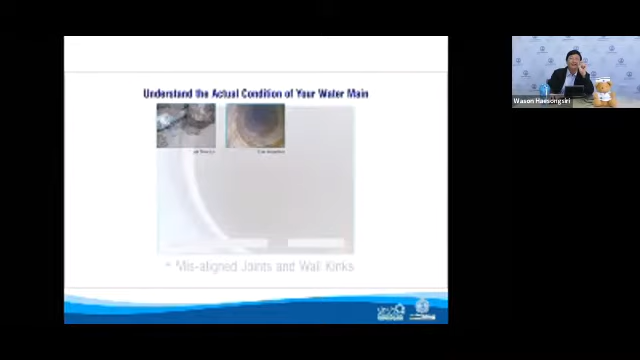 Understand the Actual Condition of Your Water Main
* Mis-aligned Joints and Wall Kinks
Wason Haesongsiri